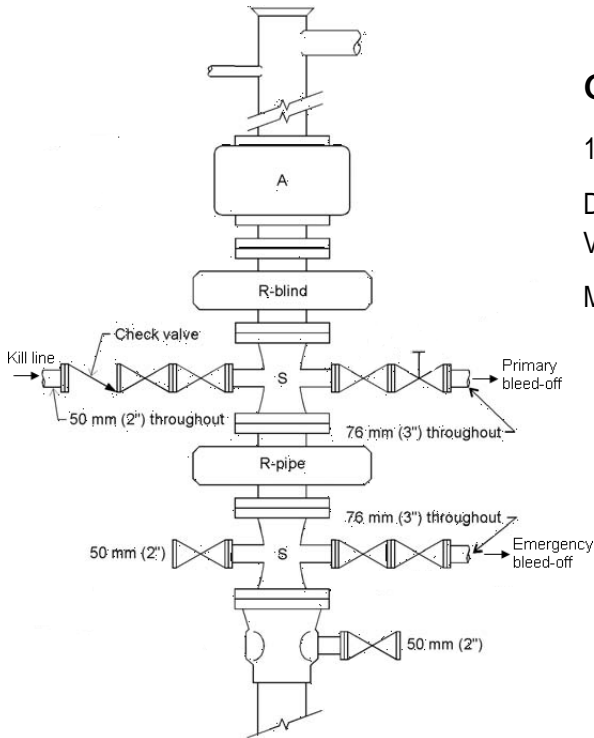 A
R-blind
Check valve
Kill line
S
Primary
bleed-off
50 mm (2") throughout
76 mm (3") throughout
R-pipe
76 mm (3") throughout
50 mm (2")
S
Emergency
bleed-off
50 mm (2")
1
D
V
M